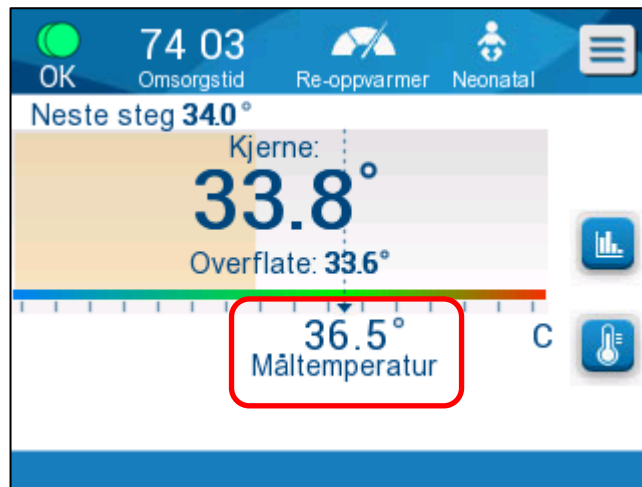 OK
74 03
Omsorgstid
Re-oppvarmer
Neonatal
Neste steg 34.0°
Kjerne:
33.8°
Overflate: 33.6°
36.5°
Måltemperatur
C